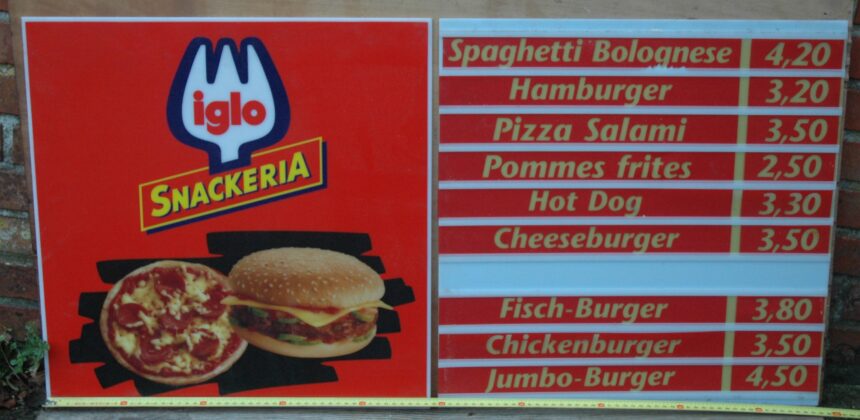 iglo
SNACKERIA
Spaghetti Bolognese 4,20
Hamburger 3,20
Pizza Salami 3,50
Pommes frites 2,50
Hot Dog 3,30
Cheeseburger 3,50
Fisch-Burger 3,80
Chickenburger 3,50
Jumbo-Burger 4,50